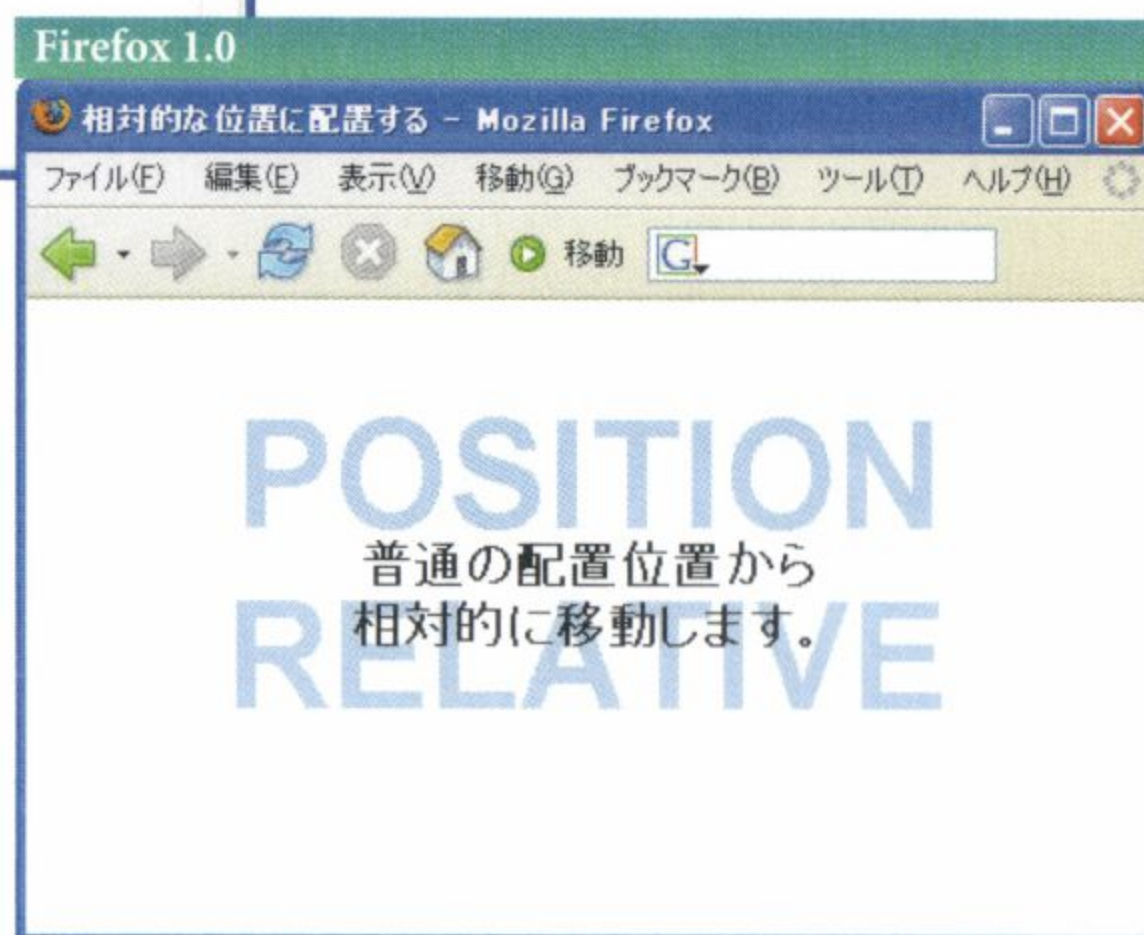 Firefox 1.0
相対的な位置に配置する - Mozilla Firefox
ファイル(F) 編集(E) 表示(V) 移動(G) ブックマーク(B) ツール(T) ヘルプ(H)
移動 G
POSITION
普通の配置位置から
相対的に移動します。
RELATIVE